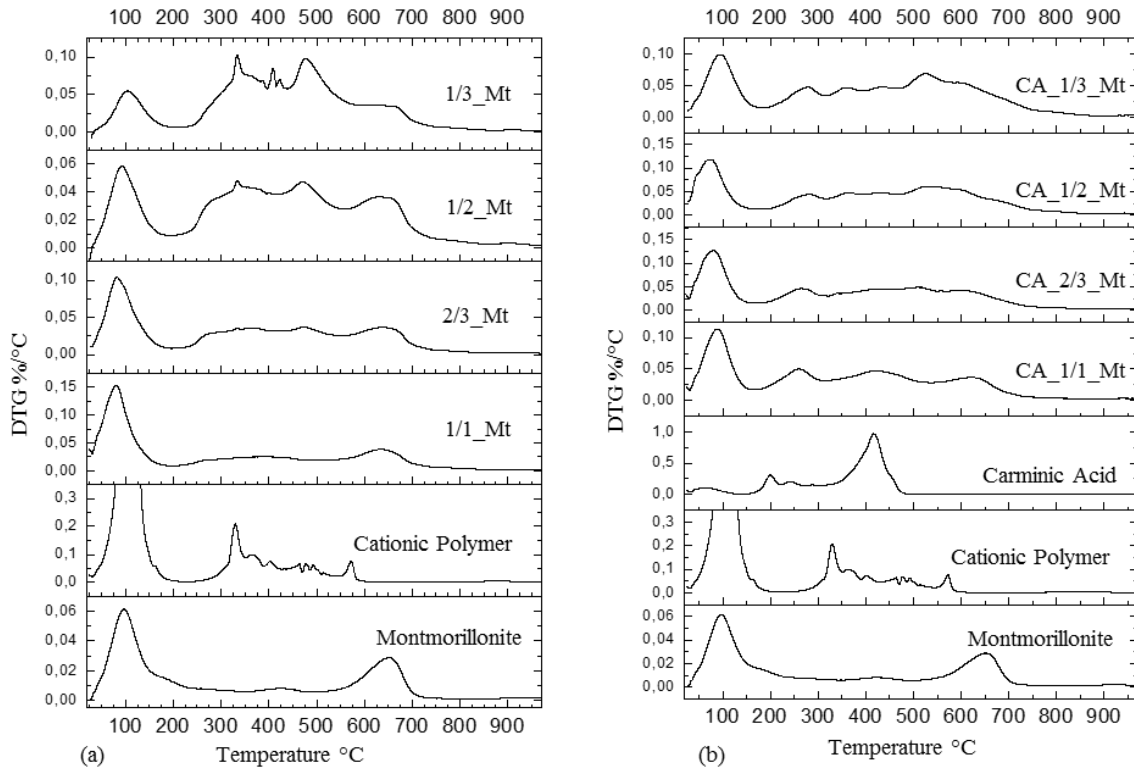 100 200 300 400 500 600 700 800 900
0,10
0,05
0,00
1/3_Mt
0,06
0,04
0,02
0,00
1/2_Mt
0,10
0,05
0,00
2/3_Mt
0,15
0,10
0,05
0,00
1/1_Mt
0,3
0,2
0,1
0,0
Cationic Polymer
0,06
0,04
0,02
0,00
Montmorillonite
DTG %/°C
100 200 300 400 500 600 700 800 900
(a)
Temperature °C
100 200 300 400 500 600 700 800 900
0,10
0,05
0,00
CA_1/3_Mt
0,15
0,10
0,05
0,00
CA_1/2_Mt
0,15
0,10
0,05
0,00
CA_2/3_Mt
0,10
0,05
0,00
CA_1/1_Mt
1,0
0,5
0,0
Carminic Acid
0,3
0,2
0,1
0,0
Cationic Polymer
0,06
0,04
0,02
0,00
Montmorillonite
DTG %/°C
100 200 300 400 500 600 700 800 900
(b)
Temperature °C